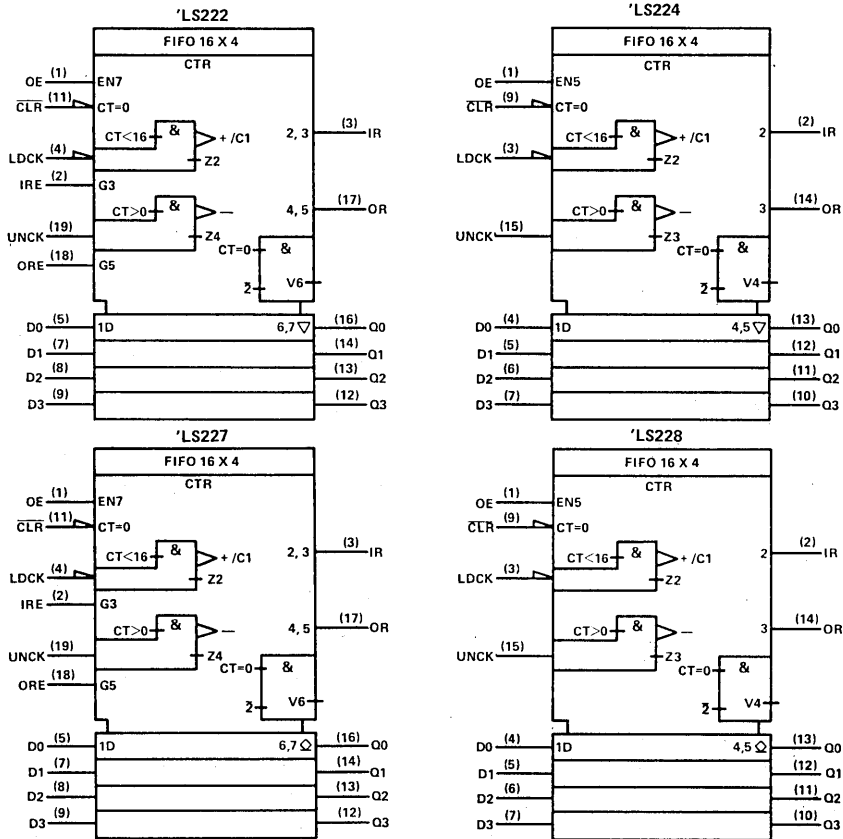 'LS222
FIFO 16 X 4
CTR
OE (1) EN7
CLR (11) CT=0
CT<16 & + /C1
Z2
2, 3 (3) IR
LDCK (4)
IRE (2) G3
CT>0 & —
Z4
4, 5 (17) OR
UNCK (19)
ORE (18) G5
CT=0 &
2 V6
D0 (5) 1D 6,7 ▽ (16) Q0
D1 (7) (14) Q1
D2 (8) (13) Q2
D3 (9) (12) Q3
'LS224
FIFO 16 X 4
CTR
OE (1) EN5
CLR (9) CT=0
CT<16 & + /C1
Z2
2 (2) IR
LDCK (3)
CT>0 & —
Z3
3 (14) OR
UNCK (15)
CT=0 &
2 V4
D0 (4) 1D 4,5 ▽ (13) Q0
D1 (5) (12) Q1
D2 (6) (11) Q2
D3 (7) (10) Q3
'LS227
FIFO 16 X 4
CTR
OE (1) EN7
CLR (11) CT=0
CT<16 & + /C1
Z2
2, 3 (3) IR
LDCK (4)
IRE (2) G3
CT>0 & —
Z4
4, 5 (17) OR
UNCK (19)
ORE (18) G5
CT=0 &
2 V6
D0 (5) 1D 6,7 ◇ (16) Q0
D1 (7) (14) Q1
D2 (8) (13) Q2
D3 (9) (12) Q3
'LS228
FIFO 16 X 4
CTR
OE (1) EN5
CLR (9) CT=0
CT<16 & + /C1
Z2
2 (2) IR
LDCK (3)
CT>0 & —
Z3
3 (14) OR
UNCK (15)
CT=0 &
2 V4
D0 (4) 1D 4,5 ◇ (13) Q0
D1 (5) (12) Q1
D2 (6) (11) Q2
D3 (7) (10) Q3